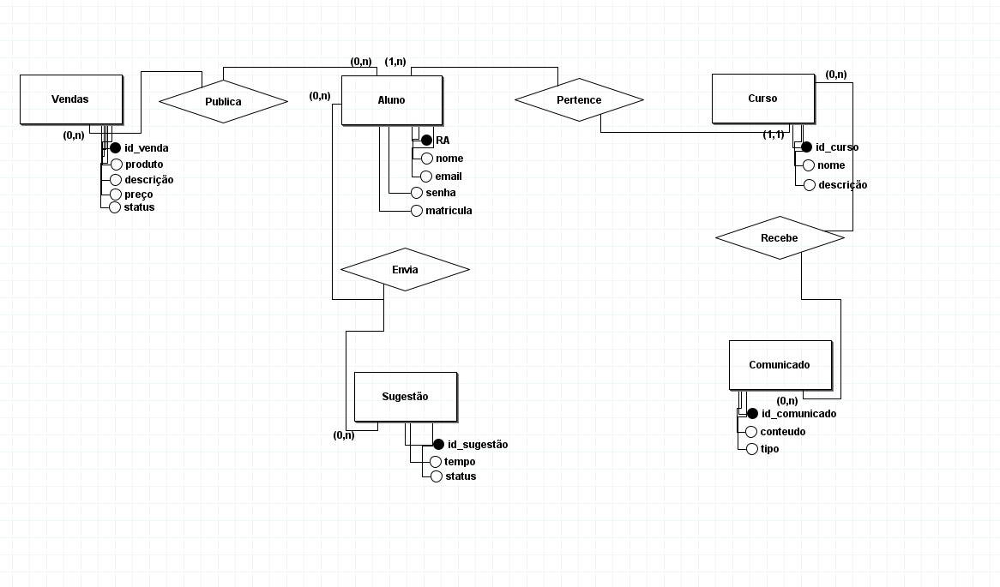 (0,n)
(1,n)
(0,n)
(0,n)
Vendas
Publica
Aluno
Pertence
Curso
(0,n)
(1,1)
RA
id_venda
id_curso
produto
nome
nome
descrição
email
descrição
preço
senha
status
matricula
Recebe
Envia
Comunicado
Sugestão
(0,n)
id_comunicado
(0,n)
conteudo
id_sugestão
tipo
tempo
status